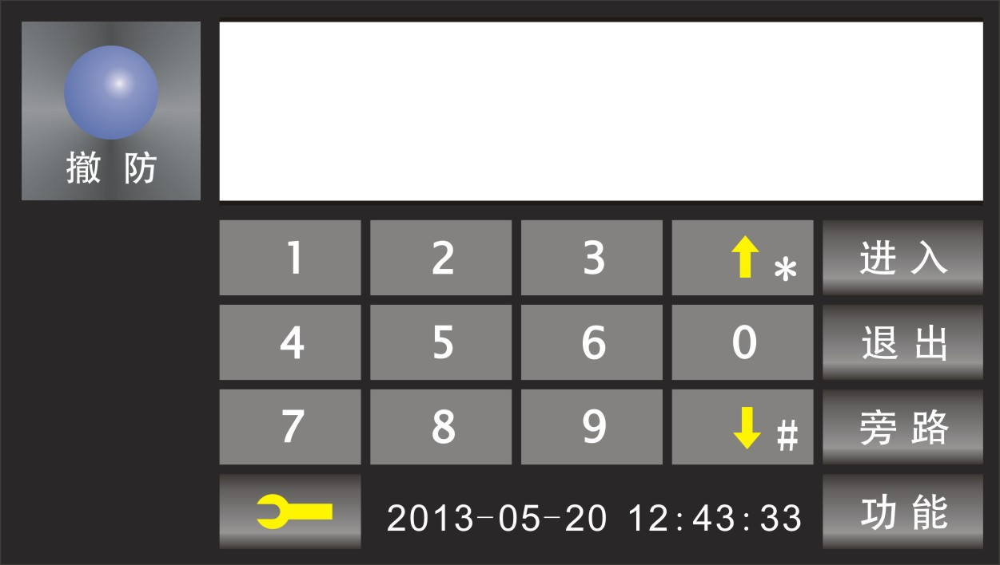 撤 防
1 2 3 * 进 入
4 5 6 0 退 出
7 8 9 # 旁 路
2013-05-20 12:43:33 功 能